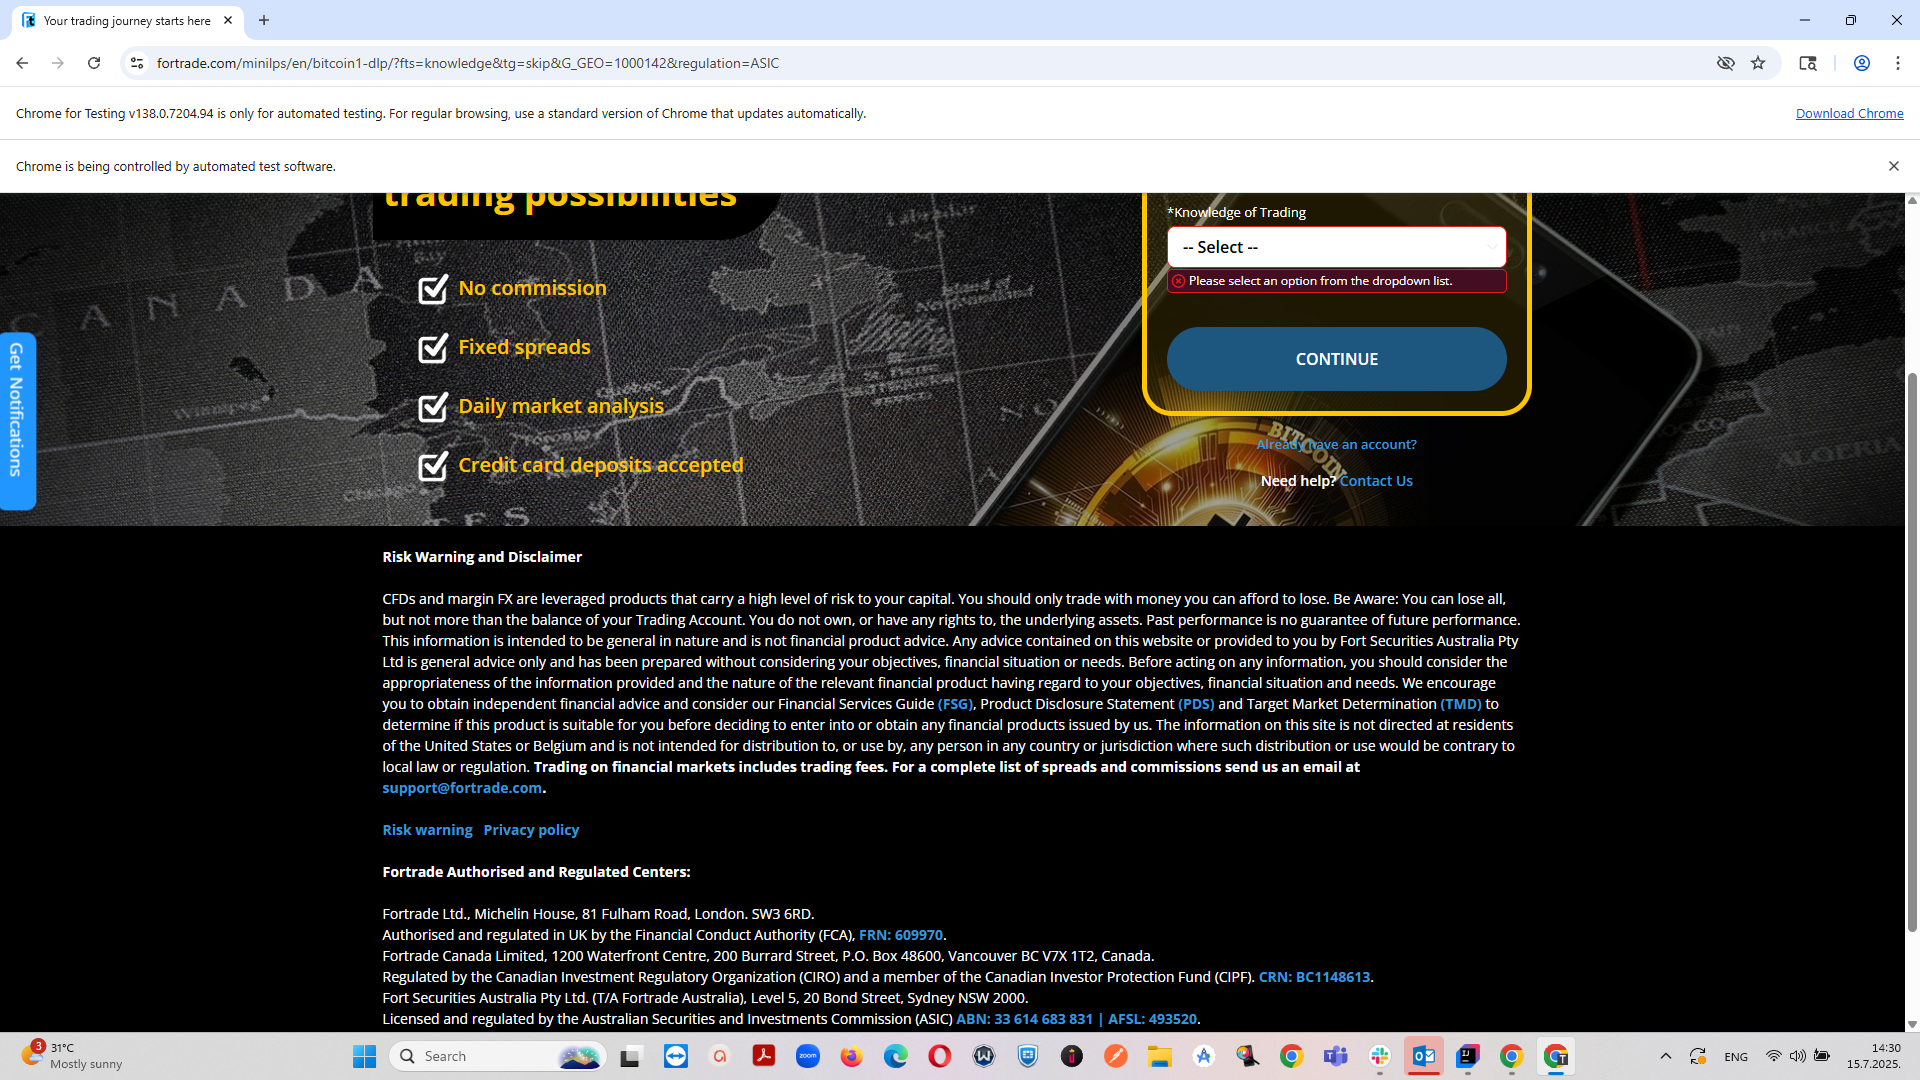 Your trading journey starts here
fortrade.com/minilps/en/bitcoin1-dlp/?fts=knowledge&tg=skip&G_GEO=1000142&regulation=ASIC
Chrome for Testing v138.0.7204.94 is only for automated testing. For regular browsing, use a standard version of Chrome that updates automatically.
Download Chrome
Chrome is being controlled by automated test software.
trading possibilities
No commission
Fixed spreads
Daily market analysis
Credit card deposits accepted
Get Notifications
*Knowledge of Trading
-- Select --
Please select an option from the dropdown list.
CONTINUE
Already have an account?
Need help? Contact Us
CANADA
Winnipeg
Chicago
BITCOIN
ALGERIA
Risk Warning and Disclaimer
CFDs and margin FX are leveraged products that carry a high level of risk to your capital. You should only trade with money you can afford to lose. Be Aware: You can lose all,
but not more than the balance of your Trading Account. You do not own, or have any rights to, the underlying assets. Past performance is no guarantee of future performance.
This information is intended to be general in nature and is not financial product advice. Any advice contained on this website or provided to you by Fort Securities Australia Pty
Ltd is general advice only and has been prepared without considering your objectives, financial situation or needs. Before acting on any information, you should consider the
appropriateness of the information provided and the nature of the relevant financial product having regard to your objectives, financial situation and needs. We encourage
you to obtain independent financial advice and consider our Financial Services Guide (FSG), Product Disclosure Statement (PDS) and Target Market Determination (TMD) to
determine if this product is suitable for you before deciding to enter into or obtain any financial products issued by us. The information on this site is not directed at residents
of the United States or Belgium and is not intended for distribution to, or use by, any person in any country or jurisdiction where such distribution or use would be contrary to
local law or regulation. Trading on financial markets includes trading fees. For a complete list of spreads and commissions send us an email at
support@fortrade.com.
Risk warning Privacy policy
Fortrade Authorised and Regulated Centers:
Fortrade Ltd., Michelin House, 81 Fulham Road, London. SW3 6RD.
Authorised and regulated in UK by the Financial Conduct Authority (FCA), FRN: 609970.
Fortrade Canada Limited, 1200 Waterfront Centre, 200 Burrard Street, P.O. Box 48600, Vancouver BC V7X 1T2, Canada.
Regulated by the Canadian Investment Regulatory Organization (CIRO) and a member of the Canadian Investor Protection Fund (CIPF). CRN: BC1148613.
Fort Securities Australia Pty Ltd. (T/A Fortrade Australia), Level 5, 20 Bond Street, Sydney NSW 2000.
Licensed and regulated by the Australian Securities and Investments Commission (ASIC) ABN: 33 614 683 831 | AFSL: 493520.
3
31°C
Mostly sunny
Search
zoom
ENG
14:30
15.7.2025.